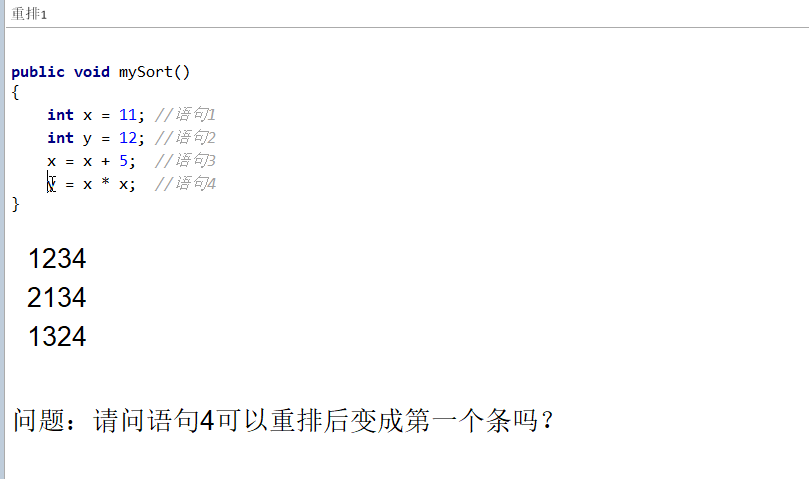 重排1
public void mySort()
{
int x = 11; //语句1
int y = 12; //语句2
x = x + 5; //语句3
y = x * x; //语句4
}
1234
2134
1324
问题：请问语句4可以重排后变成第一个条吗？